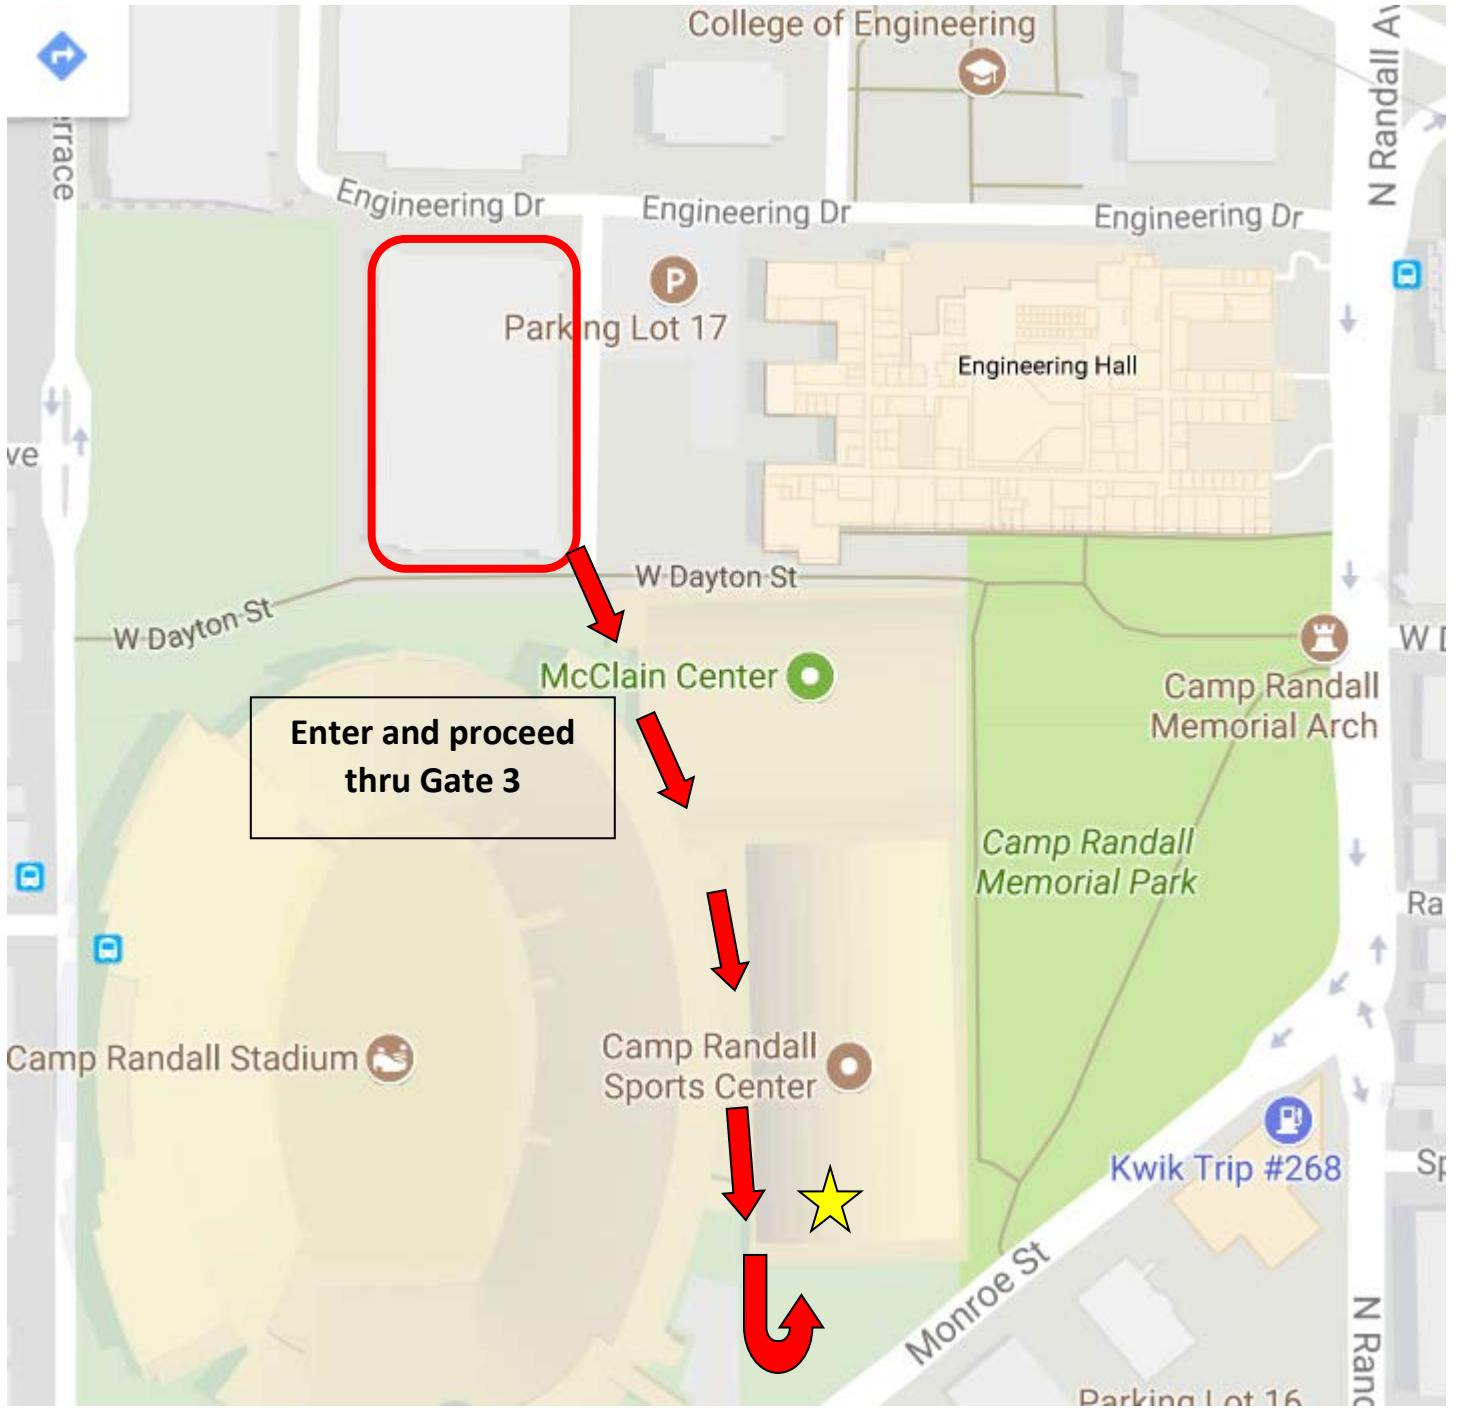 College of Engineering
N Randall Av
rrace
Engineering Dr
Engineering Dr
Engineering Dr
P
Parking Lot 17
Engineering Hall
ve
W Dayton St
W Dayton St
W D
McClain Center
Camp Randall
Memorial Arch
Enter and proceed
thru Gate 3
Camp Randall
Memorial Park
Ra
Camp Randall Stadium
Camp Randall
Sports Center
Kwik Trip #268
Sp
Monroe St
N Rand
Parking Lot 16